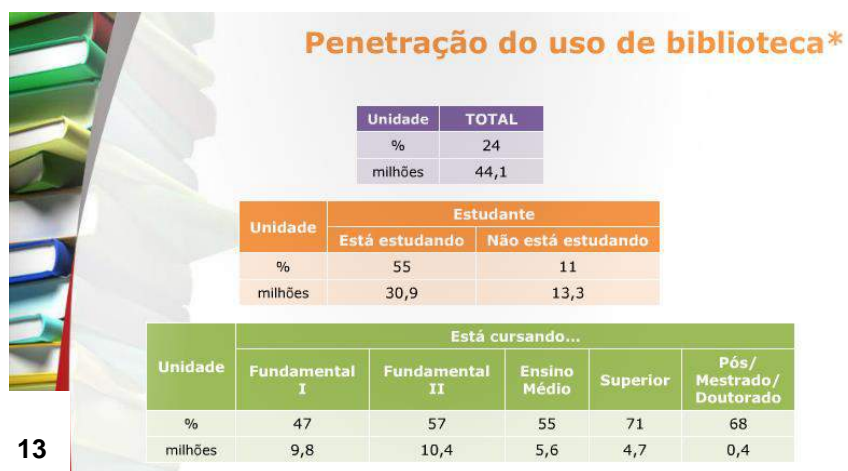 Penetração do uso de biblioteca*
Unidade TOTAL
% 24
milhões 44,1
Unidade Estudante
Está estudando Não está estudando
% 55 11
milhões 30,9 13,3
Unidade Está cursando...
Fundamental I Fundamental II Ensino Médio Superior Pós/ Mestrado/ Doutorado
% 47 57 55 71 68
milhões 9,8 10,4 5,6 4,7 0,4
13